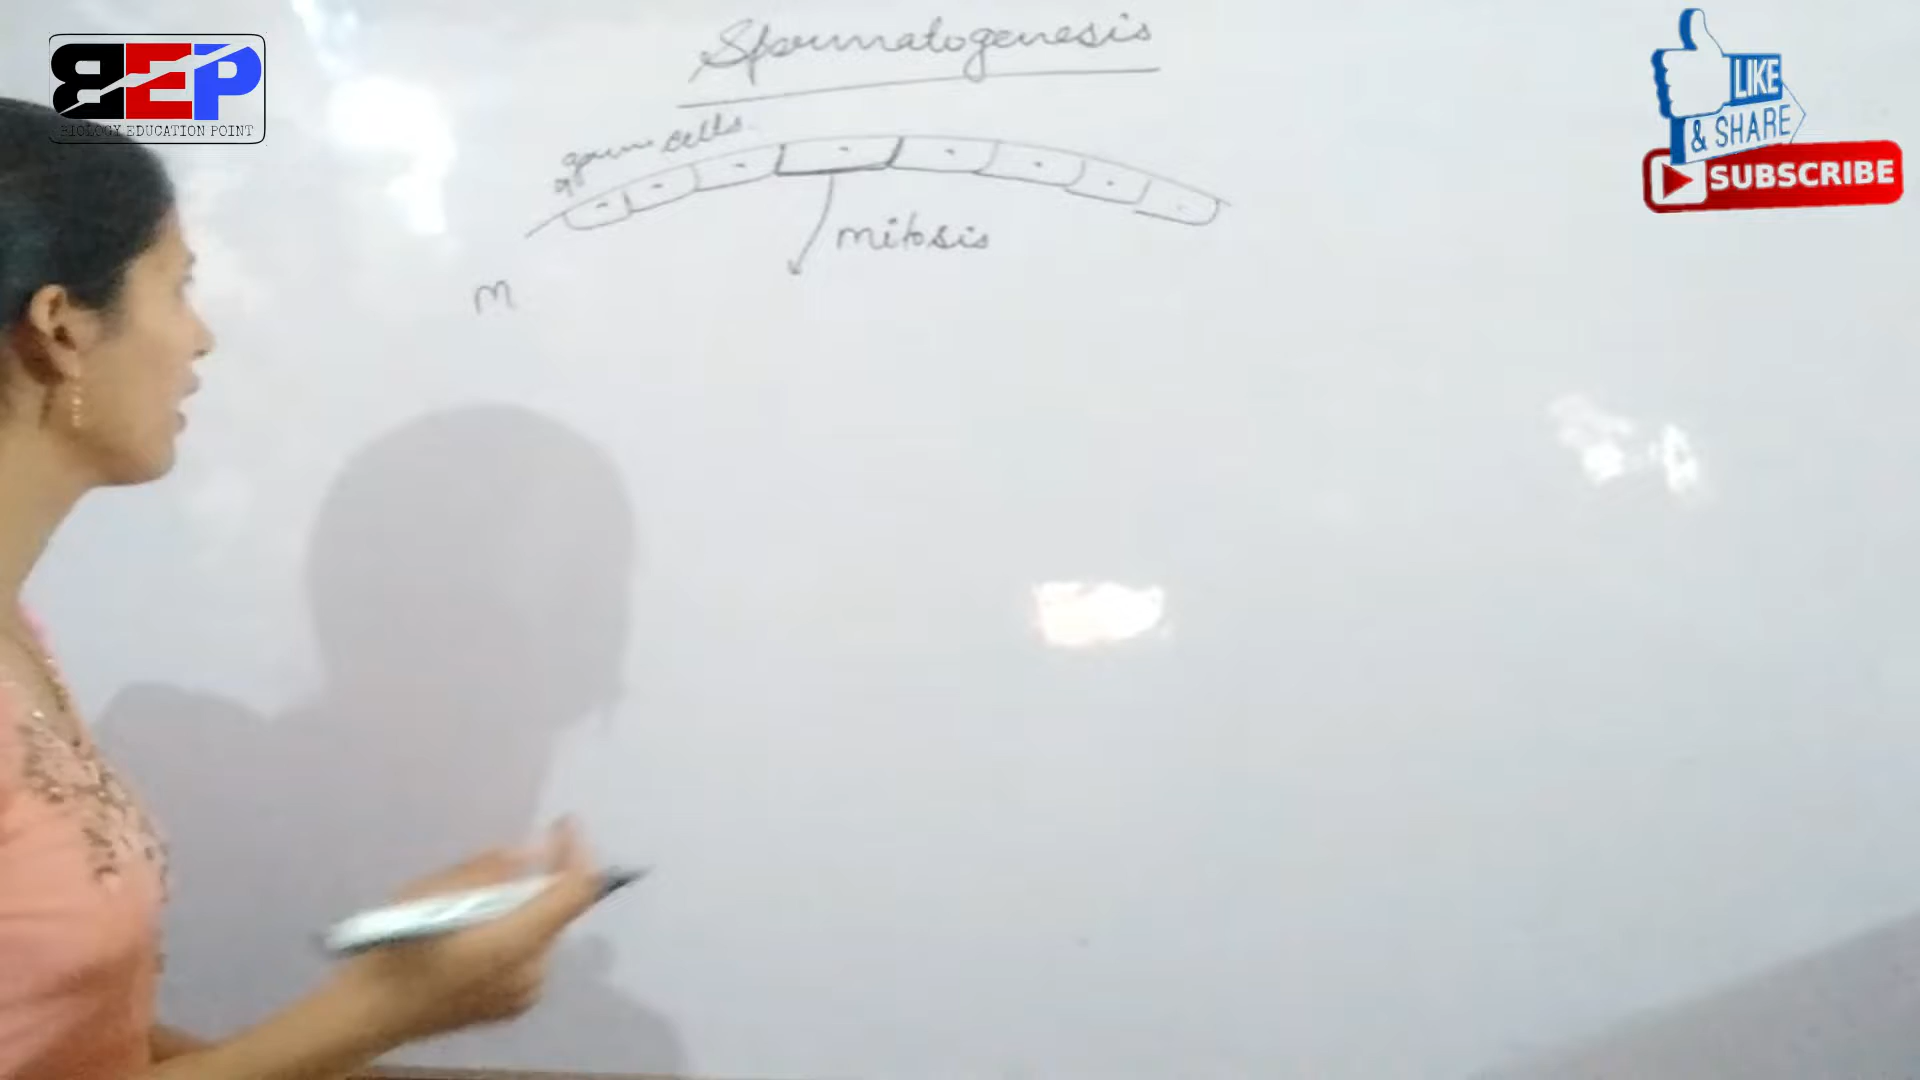 Spermatogenesis
BEP
BIOLOGY EDUCATION POINT
LIKE
& SHARE
SUBSCRIBE
germ cells
mitosis
M